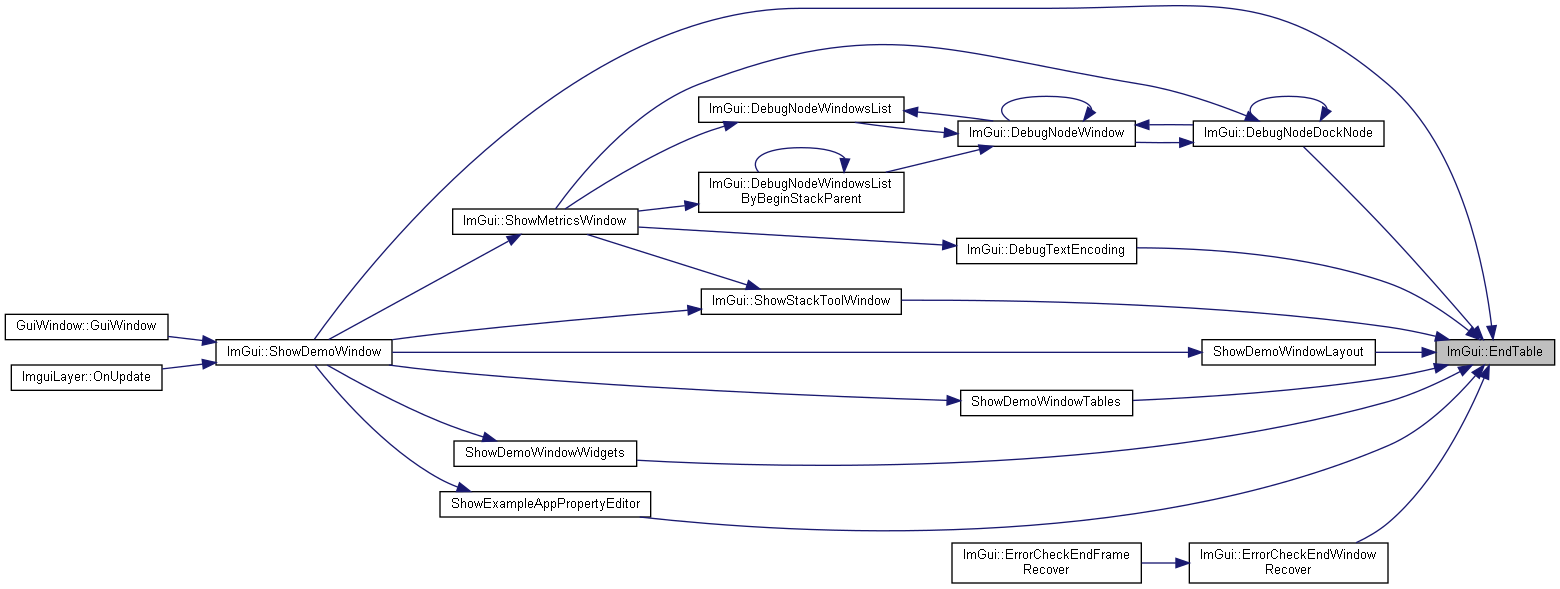 ImGui::DebugNodeWindowsList
ImGui::DebugNodeWindow
ImGui::DebugNodeDockNode
ImGui::DebugNodeWindowsList
ByBeginStackParent
ImGui::ShowMetricsWindow
ImGui::DebugTextEncoding
ImGui::ShowStackToolWindow
GuiWindow::GuiWindow
ImGui::ShowDemoWindow
ShowDemoWindowLayout
ImGui::EndTable
ImguiLayer::OnUpdate
ShowDemoWindowTables
ShowDemoWindowWidgets
ShowExampleAppPropertyEditor
ImGui::ErrorCheckEndFrame
Recover
ImGui::ErrorCheckEndWindow
Recover